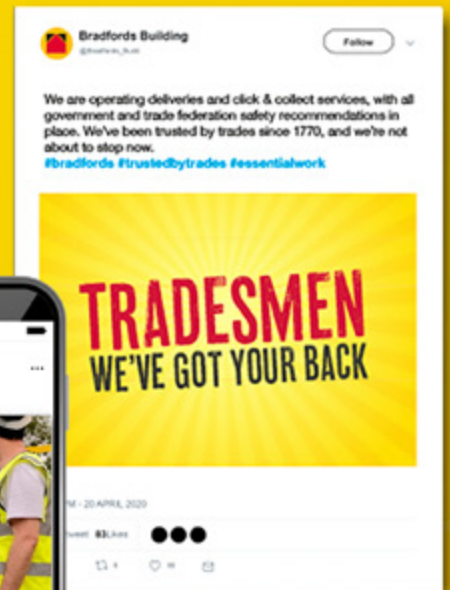 Bradfords Building
Follow
We are operating deliveries and click & collect services, with all
government and trade federation safety recommendations in
place. We've been trusted by trades since 1770, and we're not
about to stop now.
#bradfords #trustedbytrades #essentialwork
TRADESMEN
WE'VE GOT YOUR BACK
- 20 APRIL 2020
83 Likes